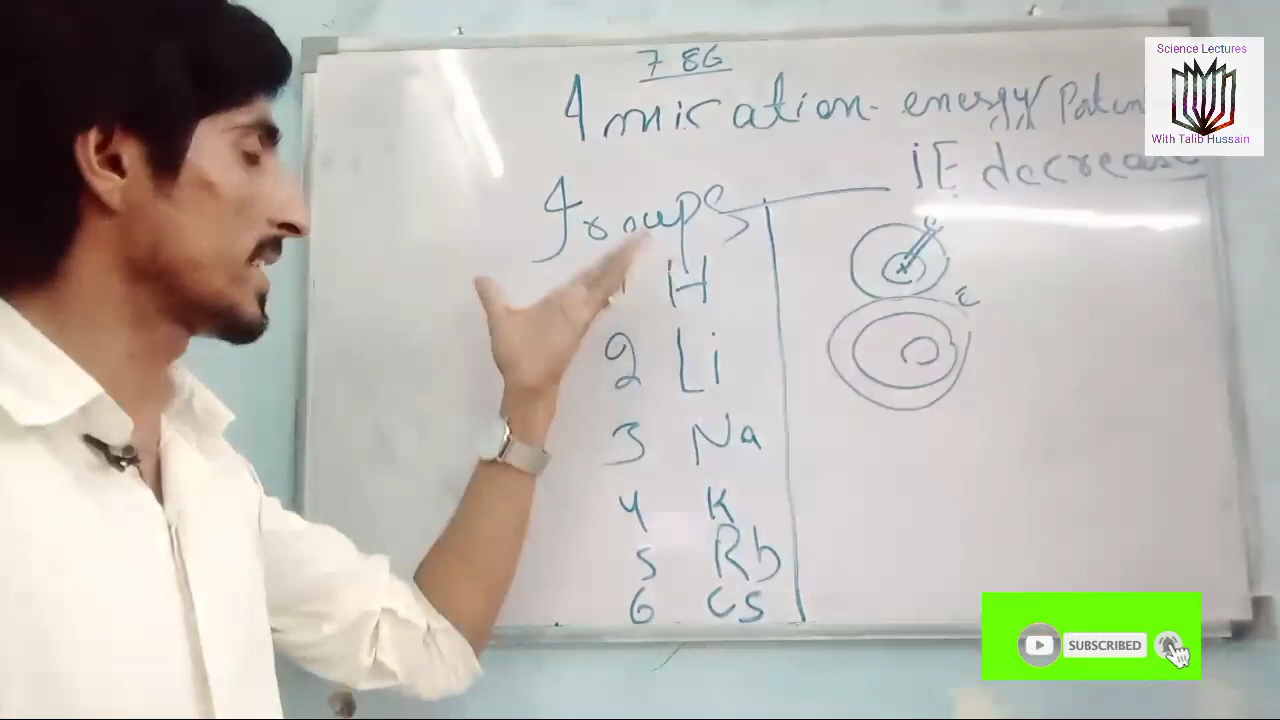 786
Ionization energy/Poten
IE decrease
Groups
H
2 Li
3 Na
4 K
5 Rb
6 Cs
e
e
Science Lectures
With Talib Hussain
SUBSCRIBED